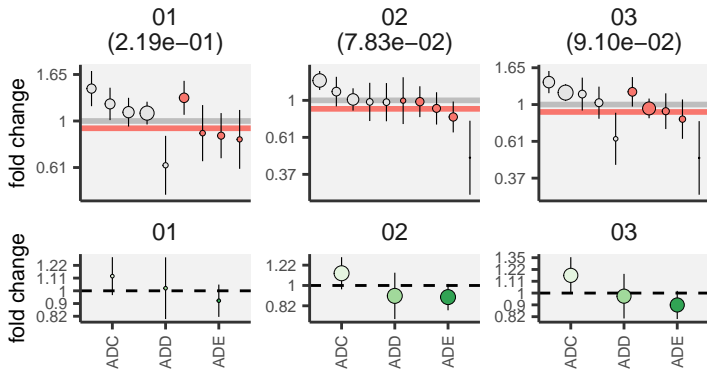 01
(2.19e−01)
02
(7.83e−02)
03
(9.10e−02)
fold change
1.65
1
0.61
1
0.61
0.37
1.65
1
0.61
0.37
01
02
03
fold change
1.22
1.11
1
0.9
0.82
1.22
1
0.82
1.35
1.22
1.11
1
0.9
0.82
ADC
ADD
ADE
ADC
ADD
ADE
ADC
ADD
ADE